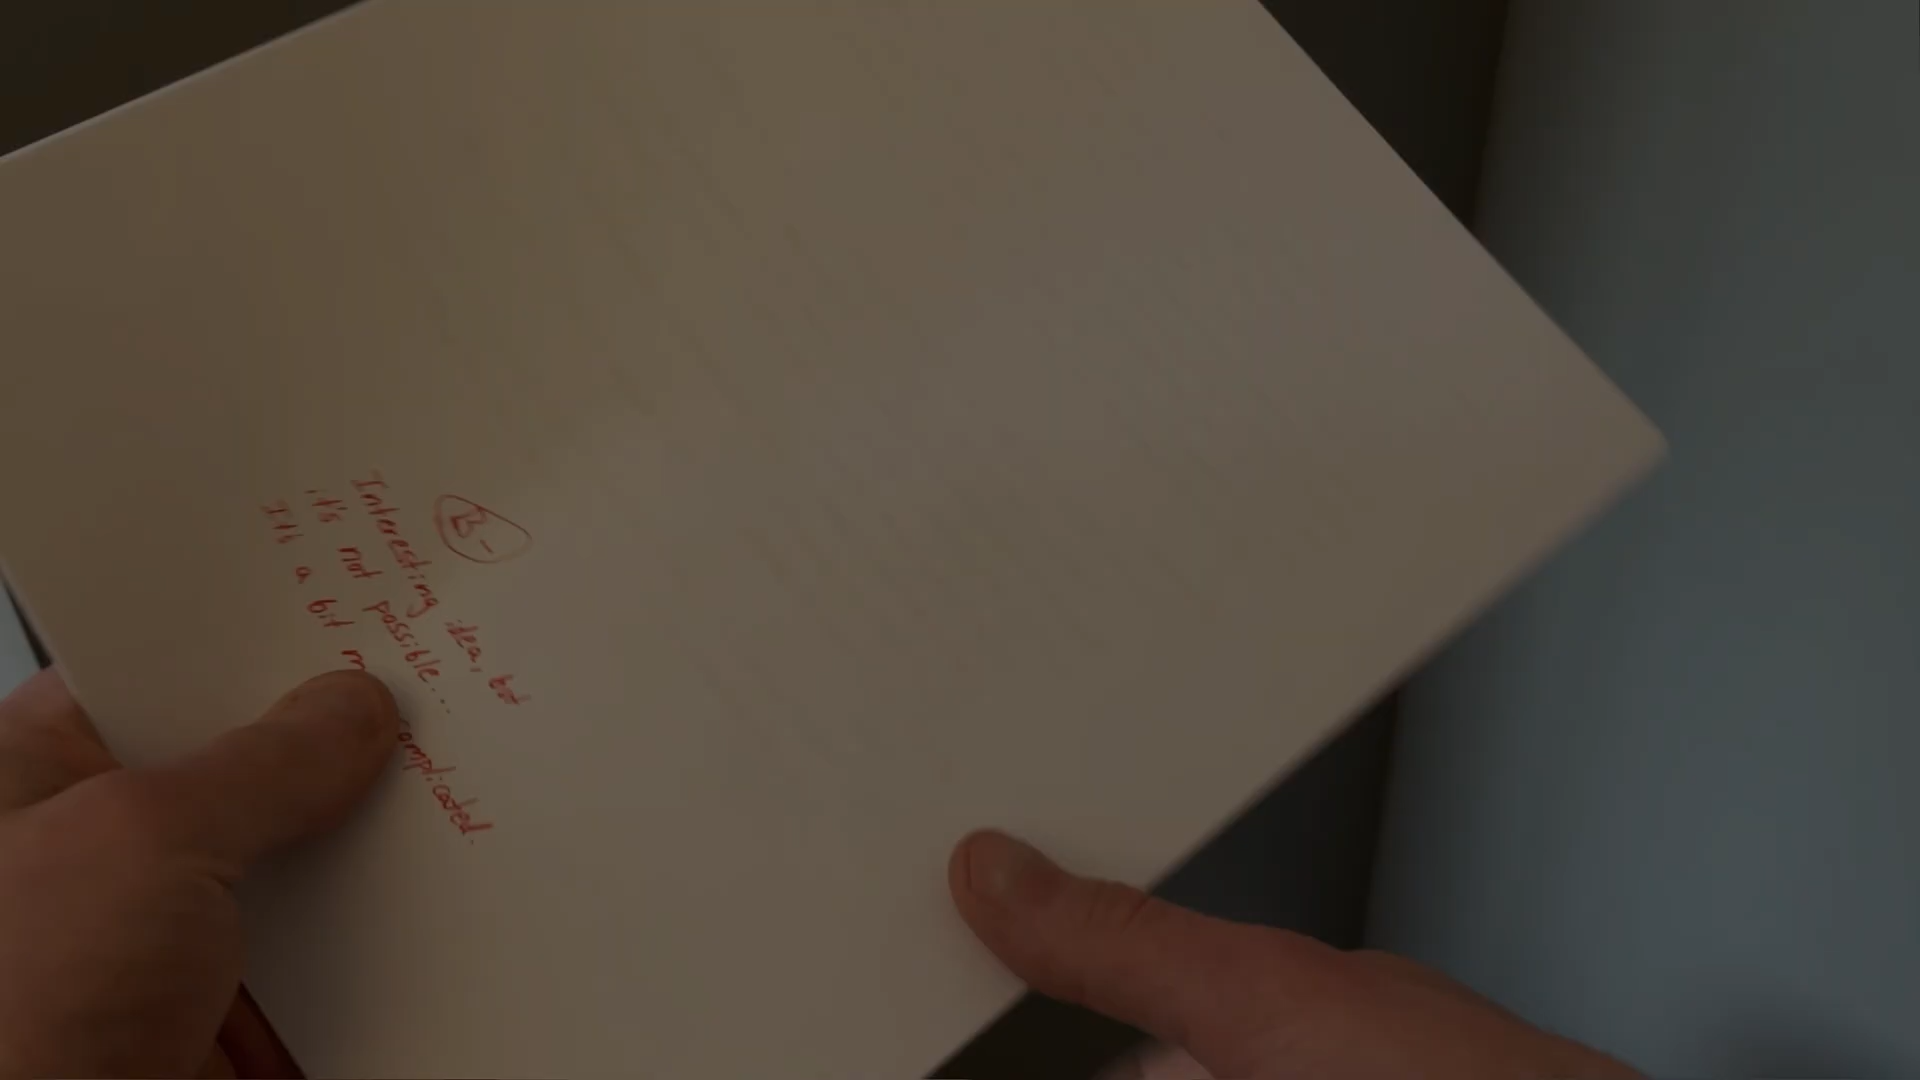 B-
Interesting idea, but
it's not possible...
It's a bit m complicated.